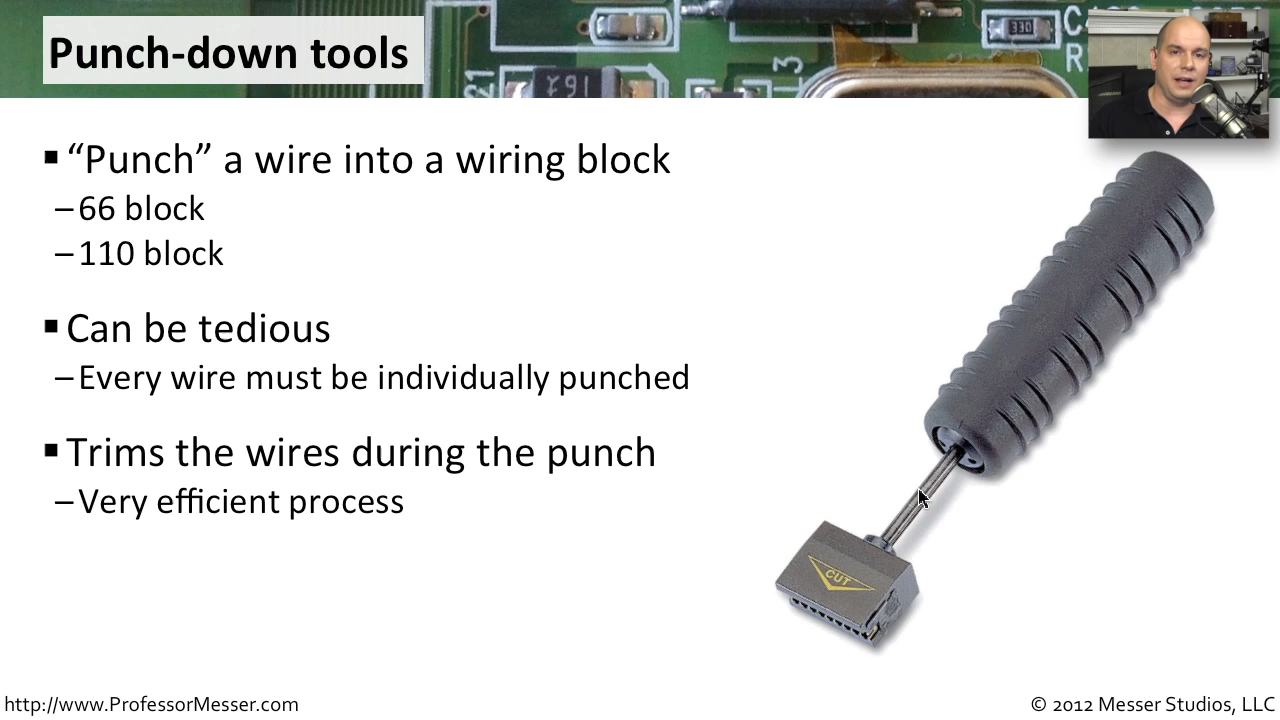 Punch-down tools
▪ “Punch” a wire into a wiring block
– 66 block
– 110 block
▪ Can be tedious
– Every wire must be individually punched
▪ Trims the wires during the punch
– Very efficient process
CUT
330
191
http://www.ProfessorMesser.com
© 2012 Messer Studios, LLC